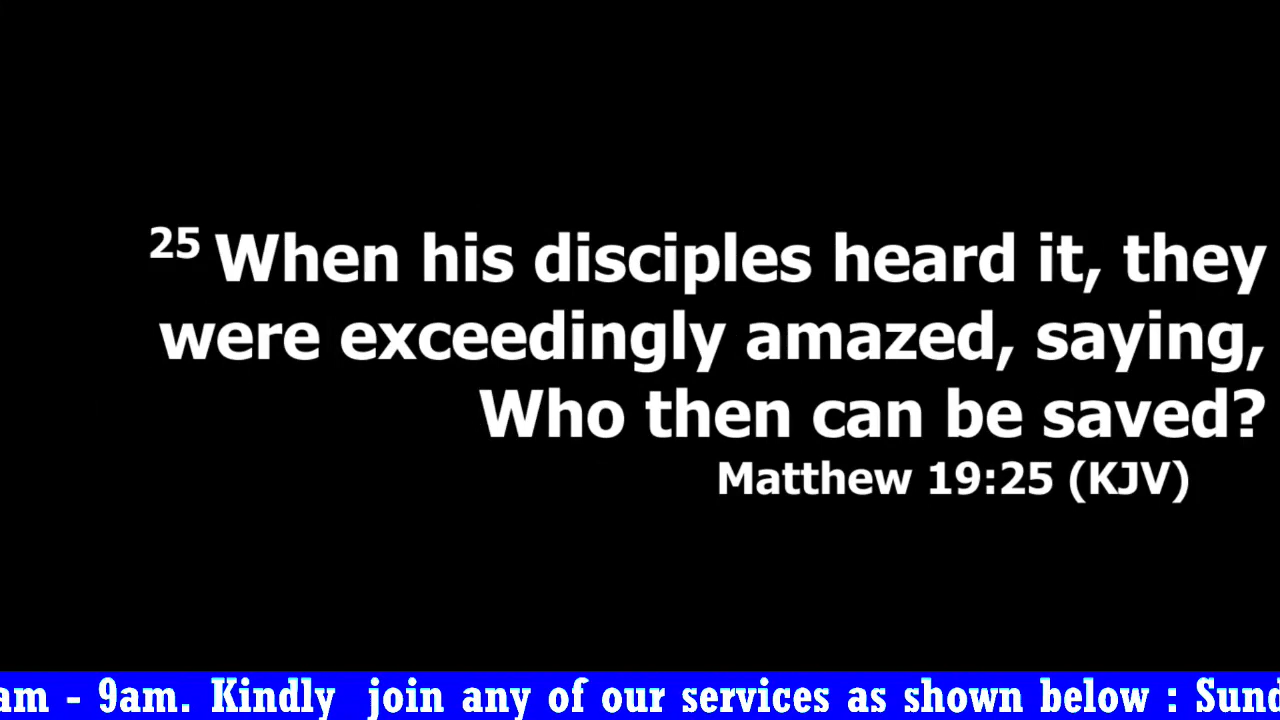 25 When his disciples heard it, they
were exceedingly amazed, saying,
Who then can be saved?
Matthew 19:25 (KJV)
am - 9am. Kindly join any of our services as shown below : Sund